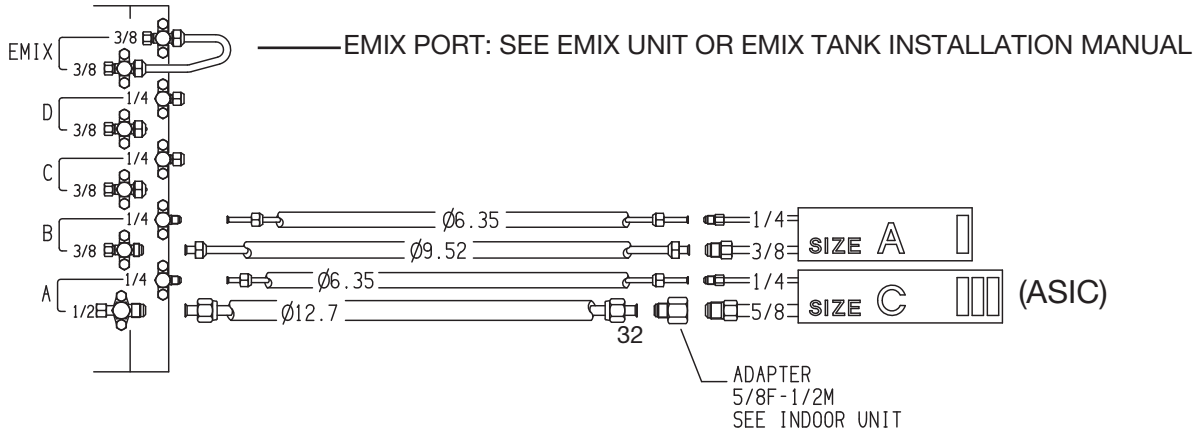 3/8
EMIX PORT: SEE EMIX UNIT OR EMIX TANK INSTALLATION MANUAL
EMIX
3/8
1/4
D
3/8
1/4
C
3/8
1/4
Ø6.35
1/4
B
SIZE A
3/8
Ø9.52
3/8
1/4
Ø6.35
1/4
A
(ASIC)
1/2
Ø12.7
5/8
SIZE C
32
ADAPTER
5/8F-1/2M
SEE INDOOR UNIT